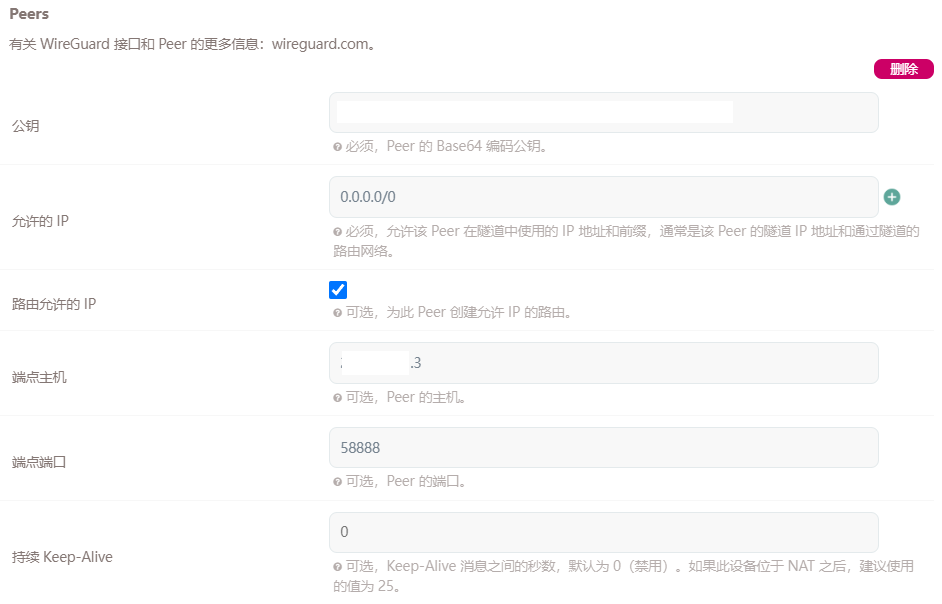 Peers
有关 WireGuard 接口和 Peer 的更多信息：wireguard.com。
删除
公钥
必须，Peer 的 Base64 编码公钥。
允许的 IP
0.0.0.0/0
必须，允许该 Peer 在隧道中使用的 IP 地址和前缀，通常是该 Peer 的隧道 IP 地址和通过隧道的
路由网络。
路由允许的 IP
可选，为此 Peer 创建允许 IP 的路由。
端点主机
.3
可选，Peer 的主机。
端点端口
58888
可选，Peer 的端口。
持续 Keep-Alive
0
可选，Keep-Alive 消息之间的秒数，默认为 0（禁用）。如果此设备位于 NAT 之后，建议使用
的值为 25。